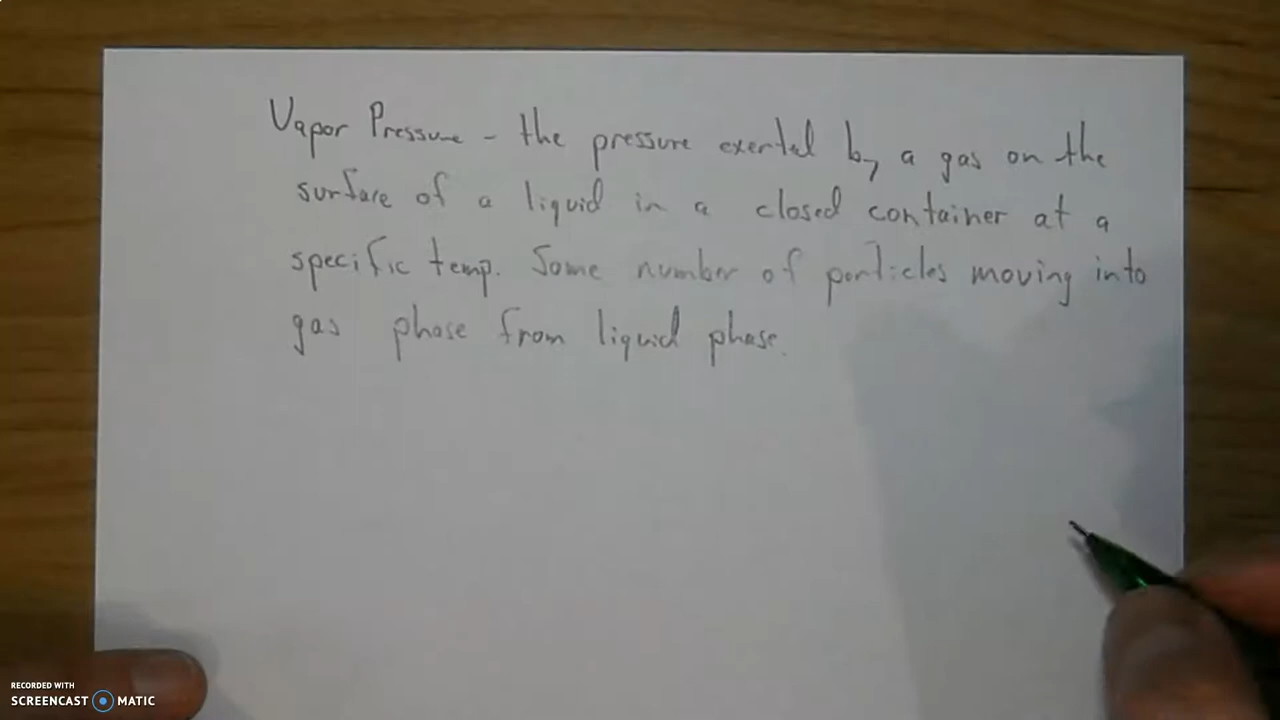 Vapor Pressure - the pressure exerted by a gas on the
surface of a liquid in a closed container at a
specific temp. Some number of particles moving into
gas phase from liquid phase.
RECORDED WITH
SCREENCAST MATIC